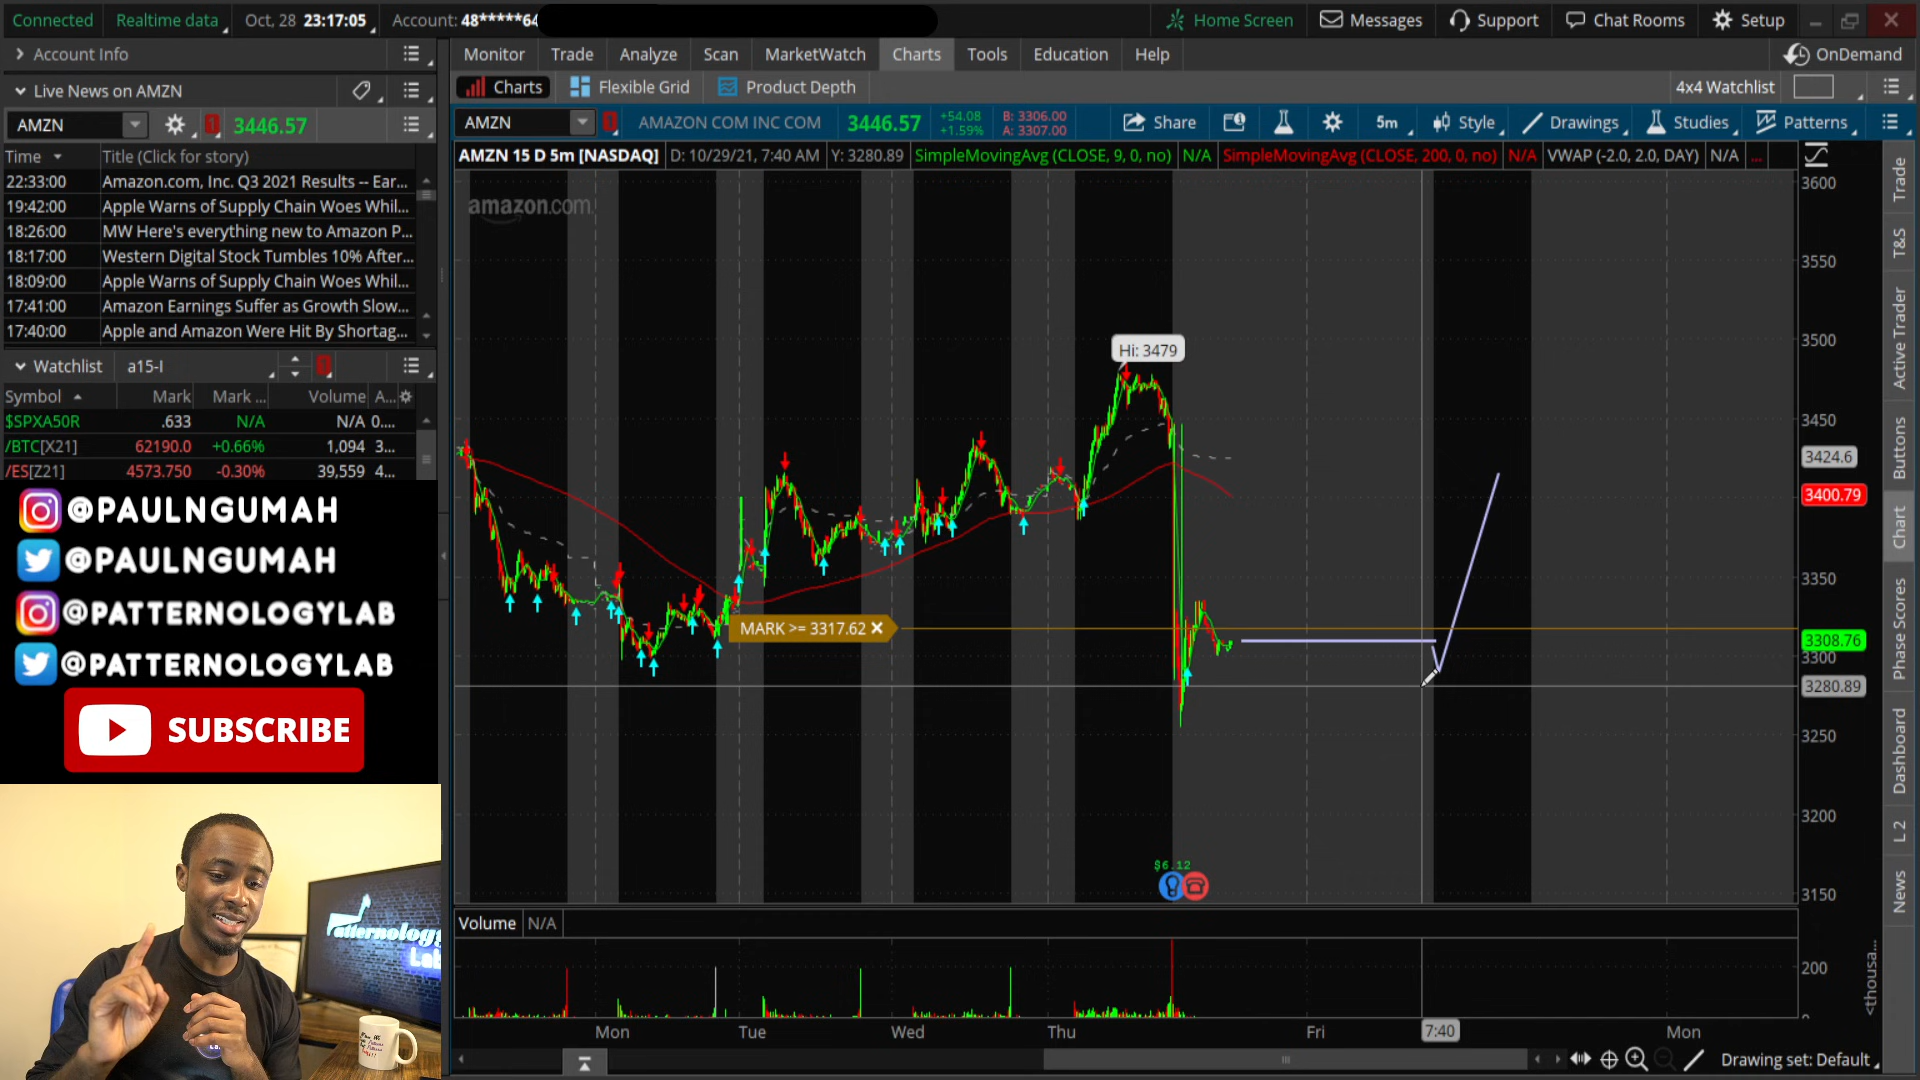 Connected Realtime data Oct, 28 23:17:05 Account: 48*****64 Home Screen Messages Support Chat Rooms Setup
Account Info
Monitor Trade Analyze Scan MarketWatch Charts Tools Education Help OnDemand
Live News on AMZN
Charts Flexible Grid Product Depth 4x4 Watchlist
AMZN 1 3446.57
AMZN AMAZON COM INC COM 3446.57 +54.08 +1.59% B: 3306.00 A: 3307.00 Share 5m Style Drawings Studies Patterns
Time Title (Click for story)
AMZN 15 D 5m [NASDAQ] D: 10/29/21, 7:40 AM Y: 3280.89 SimpleMovingAvg (CLOSE, 9, 0, no) N/A SimpleMovingAvg (CLOSE, 200, 0, no) N/A VWAP (-2.0, 2.0, DAY) N/A ...
22:33:00 Amazon.com, Inc. Q3 2021 Results -- Ear...
19:42:00 Apple Warns of Supply Chain Woes Whil...
18:26:00 MW Here's everything new to Amazon P...
18:17:00 Western Digital Stock Tumbles 10% After...
18:09:00 Apple Warns of Supply Chain Woes Whil...
17:41:00 Amazon Earnings Suffer as Growth Slow...
17:40:00 Apple and Amazon Were Hit By Shortag...
Watchlist a15-I 1
Symbol Mark Mark ... Volume A...
$SPXA50R .633 N/A N/A 0....
/BTC[X21] 62190.0 +0.66% 1,094 3...
/ES[Z21] 4573.750 -0.30% 39,559 4...
@PAULNGUMAH
@PAULNGUMAH
@PATTERNOLOGYLAB
@PATTERNOLOGYLAB
SUBSCRIBE
Patternology
Lab
amazon.com
Hi: 3479
MARK >= 3317.62 ×
$6.12
3600
3550
3500
3450
3424.6
3400.79
3350
3308.76
3300
3280.89
3250
3200
3150
Volume N/A
200
0
<thousa...
Mon Tue Wed Thu Fri 7:40 Mon
Drawing set: Default
Trade
T&S
Active Trader
Buttons
Chart
Phase Scores
Dashboard
L 2
News